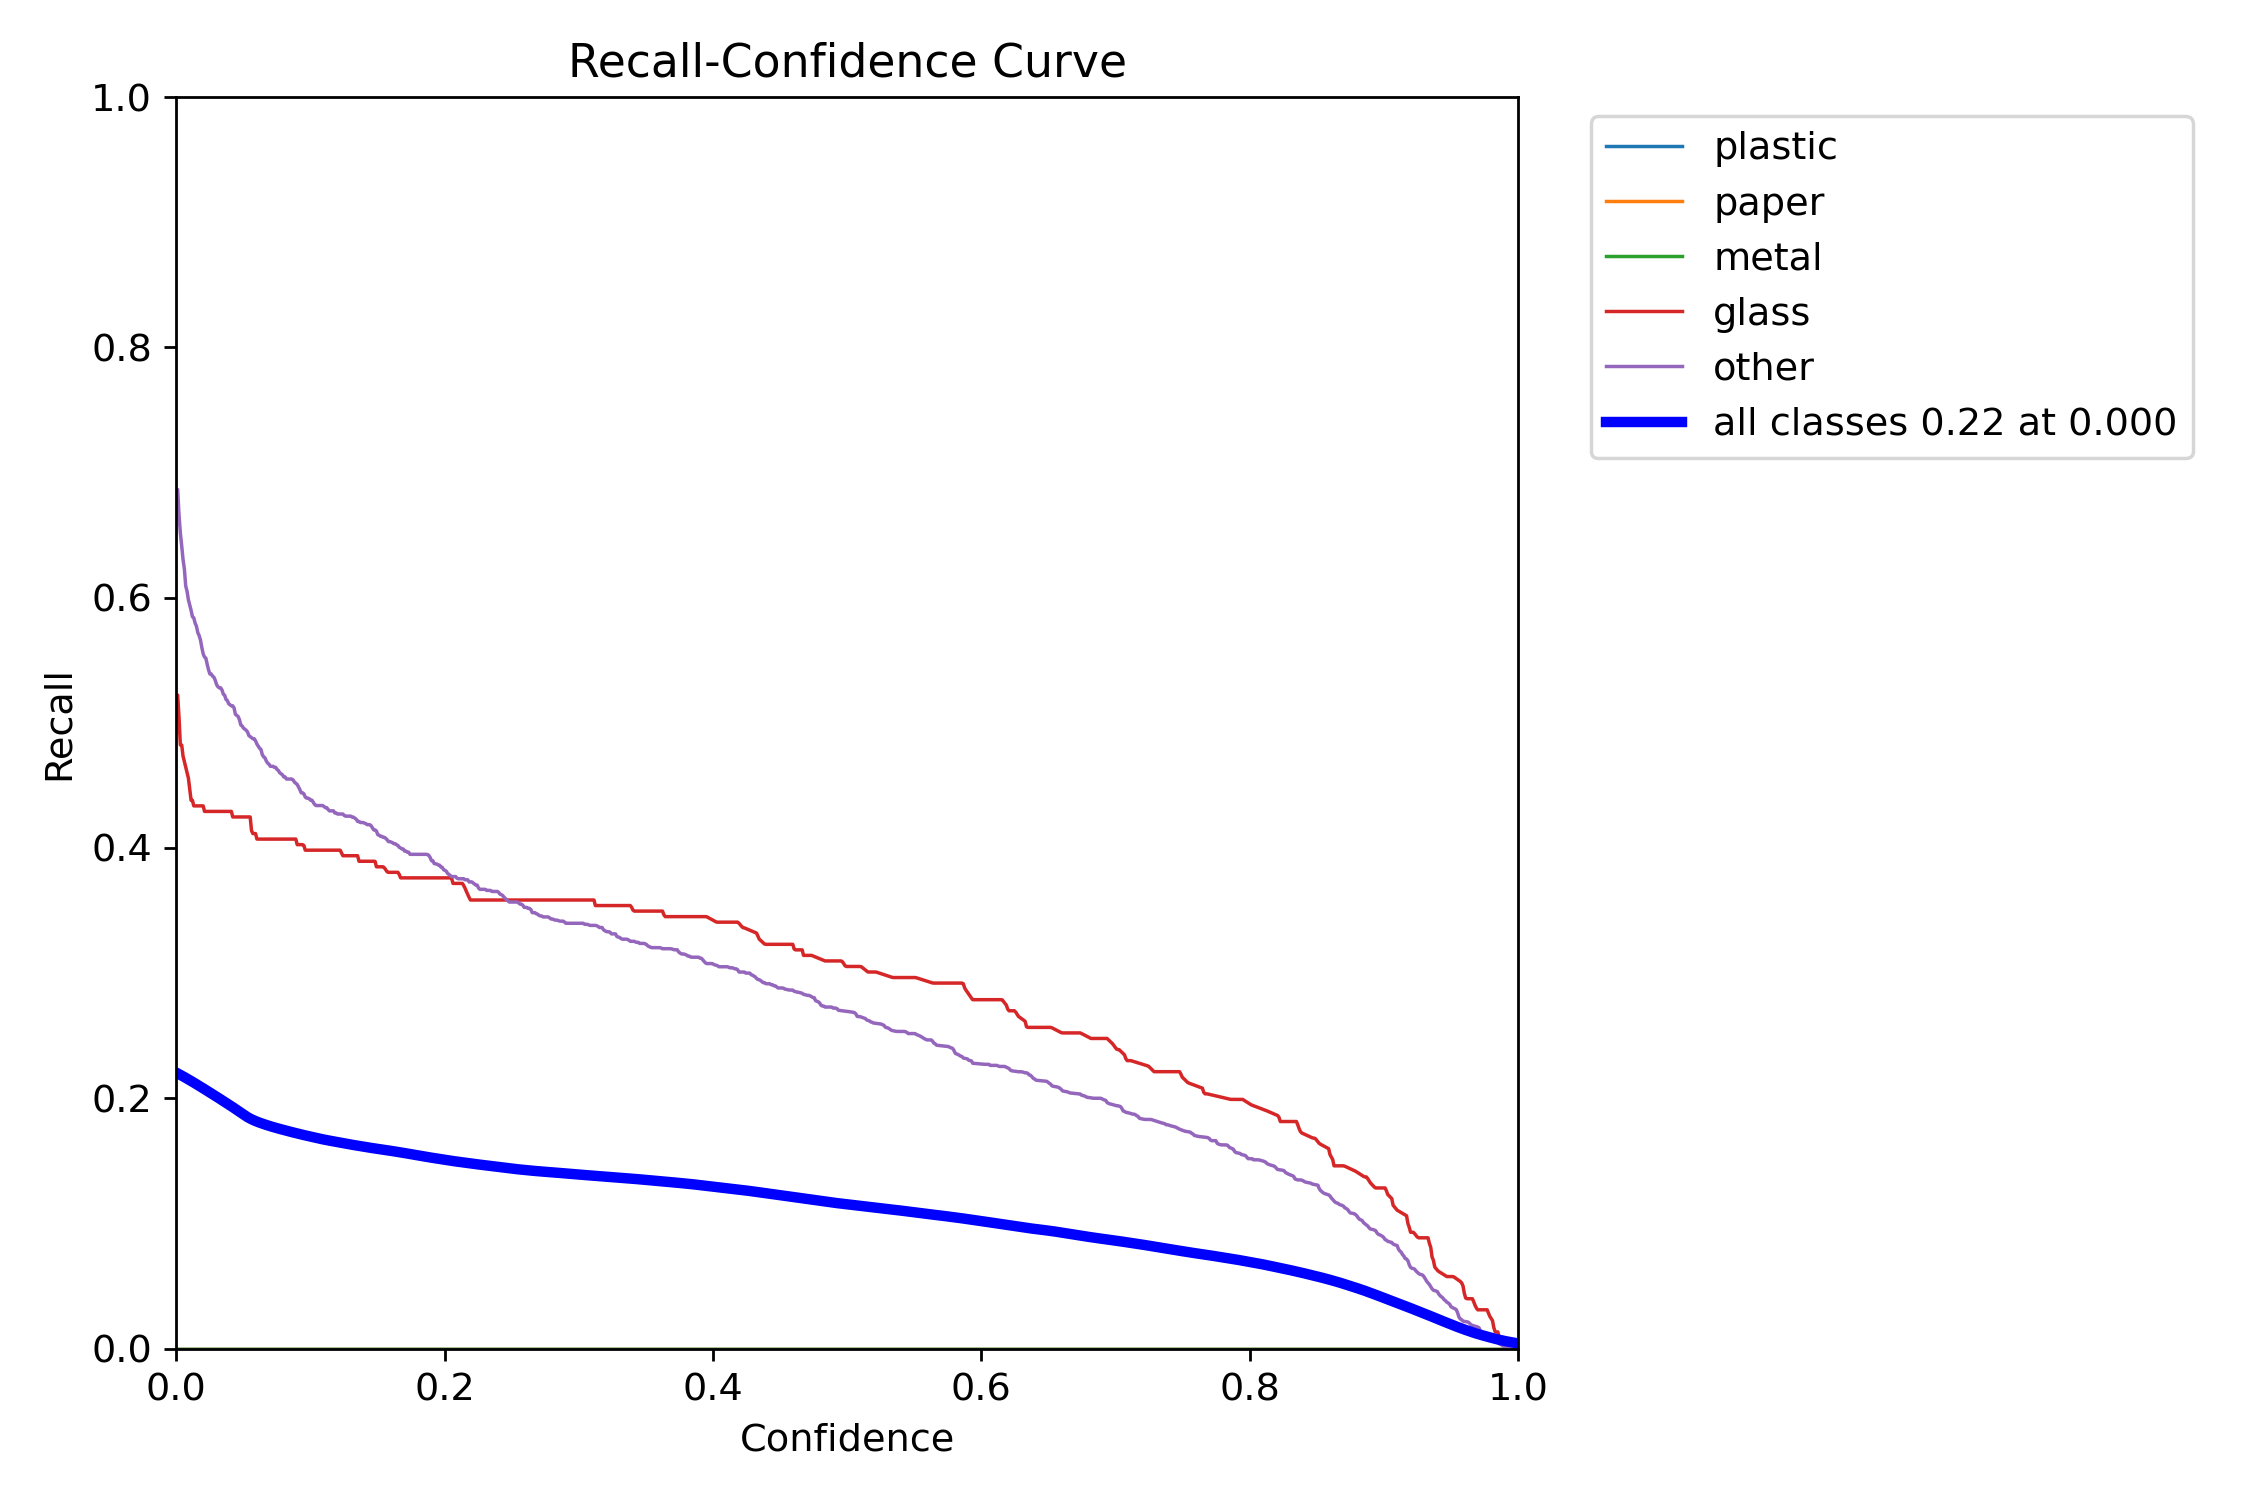 Recall-Confidence Curve
1.0
0.8
0.6
0.4
0.2
0.0
Recall
0.0 0.2 0.4 0.6 0.8 1.0
Confidence
plastic
paper
metal
glass
other
all classes 0.22 at 0.000